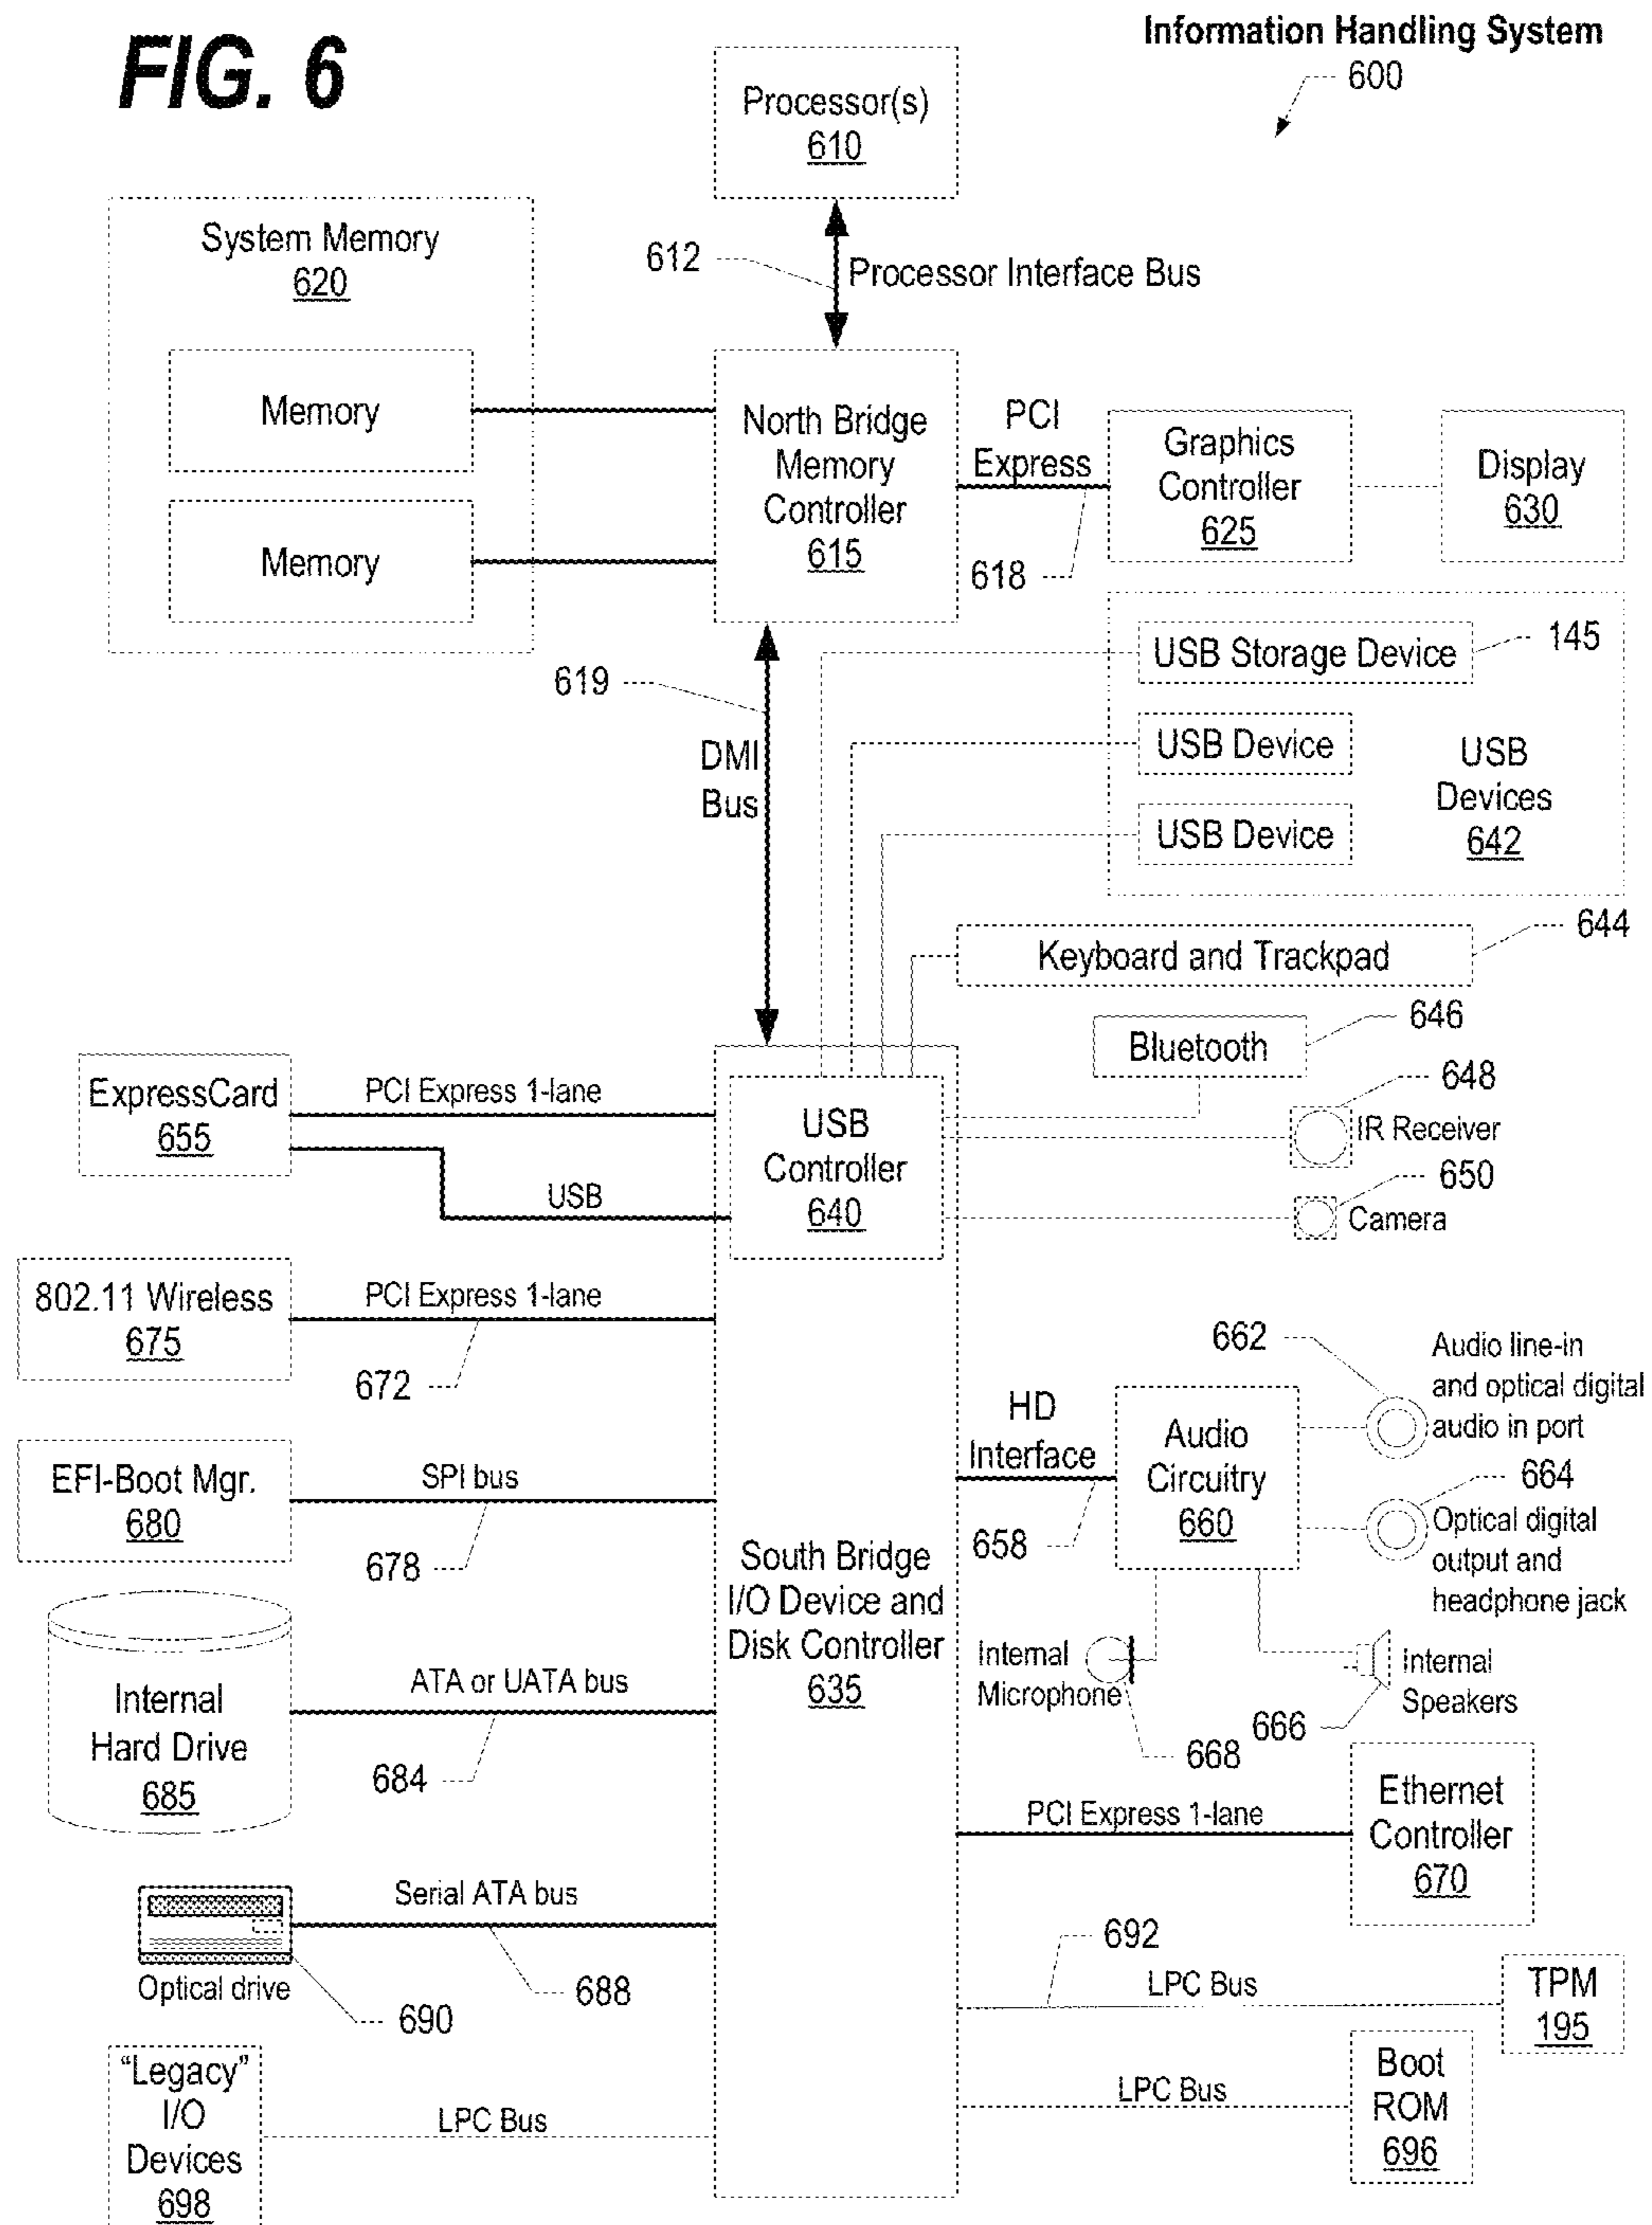 FIG. 6
Information Handling System
600
Processor(s)
610
System Memory
620
612
Processor Interface Bus
Memory
Memory
North Bridge
Memory
Controller
615
PCI
Express
618
Graphics
Controller
625
Display
630
619
DMI
Bus
USB Storage Device
145
USB Device
USB Device
USB
Devices
642
644
Keyboard and Trackpad
646
Bluetooth
648
IR Receiver
650
Camera
ExpressCard
655
PCI Express 1-lane
USB
USB
Controller
640
802.11 Wireless
675
PCI Express 1-lane
672
662
Audio line-in
and optical digital
audio in port
HD
Interface
658
Audio
Circuitry
660
664
Optical digital
output and
headphone jack
EFI-Boot Mgr.
680
SPI bus
678
South Bridge
I/O Device and
Disk Controller
635
Internal
Microphone
668
Internal
Speakers
666
Internal
Hard Drive
685
ATA or UATA bus
684
PCI Express 1-lane
Ethernet
Controller
670
Serial ATA bus
688
Optical drive
690
692
LPC Bus
TPM
195
"Legacy"
I/O
Devices
698
LPC Bus
LPC Bus
Boot
ROM
696